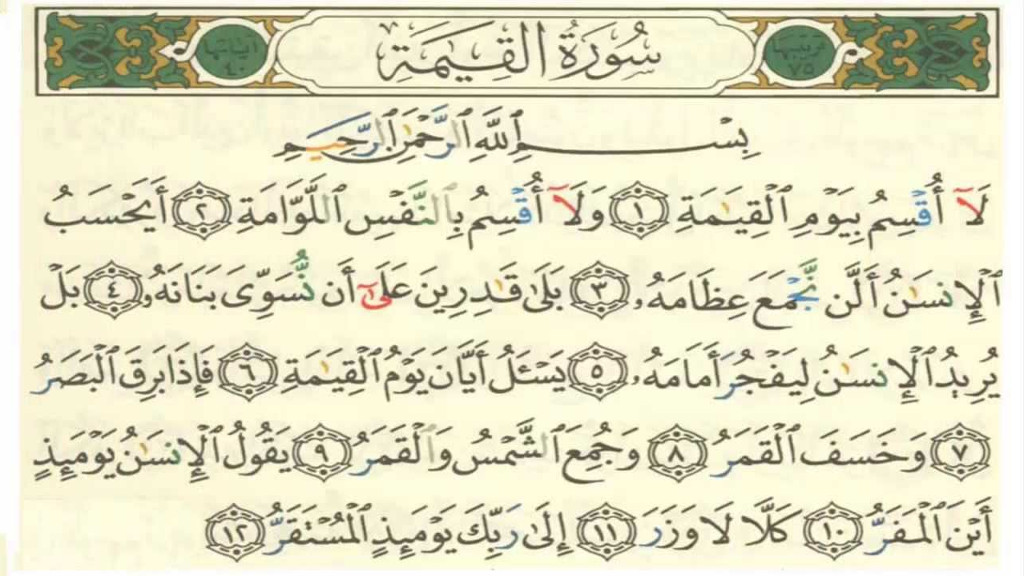 ترتيبها ٧٥
سُورَةُ الْقِيَٰمَةِ
آياتها ٤٠
بِسْمِ ٱللَّهِ ٱلرَّحْمَٰنِ ٱلرَّحِيمِ
لَآ أُقْسِمُ بِيَوْمِ ٱلْقِيَٰمَةِ ١ وَلَآ أُقْسِمُ بِٱلنَّفْسِ ٱللَّوَّامَةِ ٢ أَيَحْسَبُ
ٱلْإِنسَٰنُ أَلَّن نَّجْمَعَ عِظَامَهُۥ ٣ بَلَىٰ قَٰدِرِينَ عَلَىٰٓ أَن نُّسَوِّىَ بَنَانَهُۥ ٤ بَلْ
يُرِيدُ ٱلْإِنسَٰنُ لِيَفْجُرَ أَمَامَهُۥ ٥ يَسْـَٔلُ أَيَّانَ يَوْمُ ٱلْقِيَٰمَةِ ٦ فَإِذَا بَرِقَ ٱلْبَصَرُ
٧ وَخَسَفَ ٱلْقَمَرُ ٨ وَجُمِعَ ٱلشَّمْسُ وَٱلْقَمَرُ ٩ يَقُولُ ٱلْإِنسَٰنُ يَوْمَئِذٍ
أَيْنَ ٱلْمَفَرُّ ١٠ كَلَّا لَا وَزَرَ ١١ إِلَىٰ رَبِّكَ يَوْمَئِذٍ ٱلْمُسْتَقَرُّ ١٢